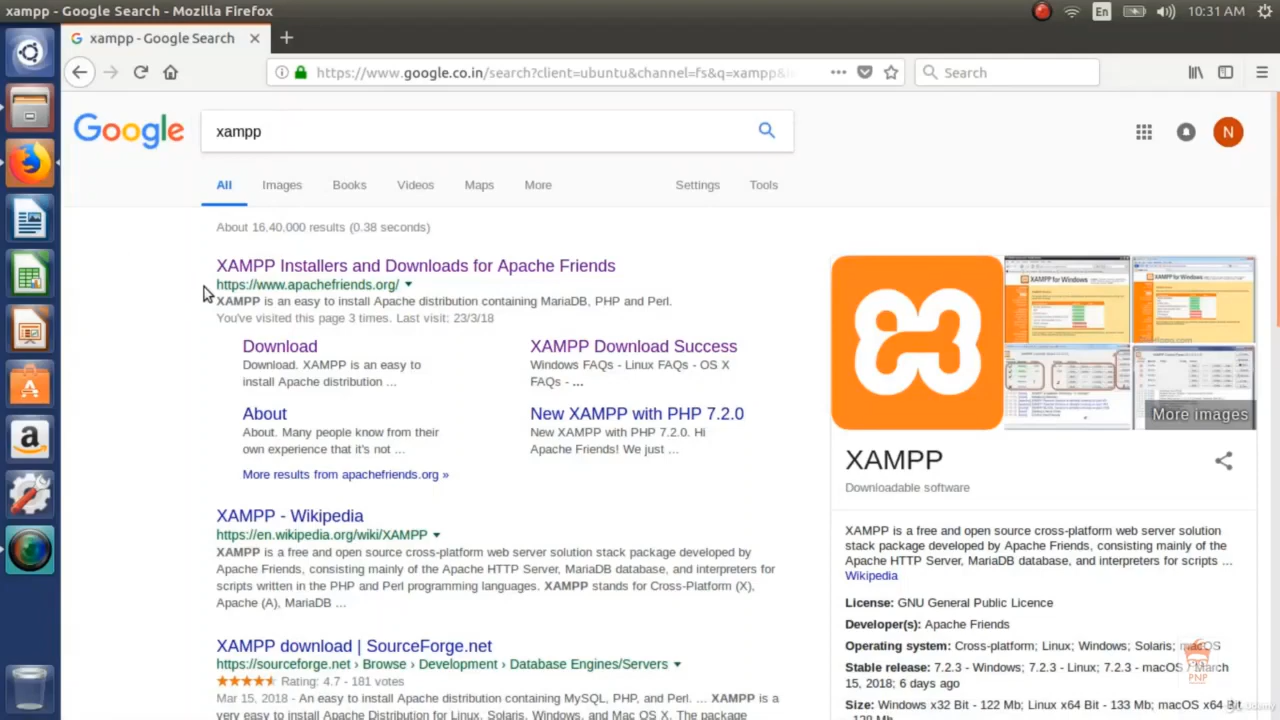 xampp - Google Search - Mozilla Firefox
En
10:31 AM
xampp - Google Search
https://www.google.co.in/search?client=ubuntu&channel=fs&q=xampp&
Search
Google
xampp
N
All Images Books Videos Maps More Settings Tools
About 16,40,000 results (0.38 seconds)
XAMPP Installers and Downloads for Apache Friends
https://www.apachefriends.org/
XAMPP is an easy to install Apache distribution containing MariaDB, PHP and Perl.
You've visited this page 3 times. Last visit: 23/3/18
Download
Download. XAMPP is an easy to
install Apache distribution ...
XAMPP Download Success
Windows FAQs - Linux FAQs - OS X
FAQs - ...
About
About. Many people know from their
own experience that it's not ...
New XAMPP with PHP 7.2.0
New XAMPP with PHP 7.2.0. Hi
Apache Friends! We just ...
More results from apachefriends.org »
XAMPP - Wikipedia
https://en.wikipedia.org/wiki/XAMPP
XAMPP is a free and open source cross-platform web server solution stack package developed by
Apache Friends, consisting mainly of the Apache HTTP Server, MariaDB database, and interpreters for
scripts written in the PHP and Perl programming languages. XAMPP stands for Cross-Platform (X),
Apache (A), MariaDB ...
XAMPP download | SourceForge.net
https://sourceforge.net › Browse › Development › Database Engines/Servers
Rating: 4.7 - 181 votes
Mar 15, 2018 - An easy to install Apache distribution containing MySQL, PHP, and Perl. ... XAMPP is a
very easy to install Apache Distribution for Linux, Solaris, Windows, and Mac OS X. The package
XAMPP for Windows
XAMPP for Windows
More images
XAMPP
Downloadable software
XAMPP is a free and open source cross-platform web server solution
stack package developed by Apache Friends, consisting mainly of the
Apache HTTP Server, MariaDB database, and interpreters for scripts ...
Wikipedia
License: GNU General Public Licence
Developer(s): Apache Friends
Operating system: Cross-platform; Linux; Windows; Solaris; macOS
Stable release: 7.2.3 - Windows; 7.2.3 - Linux; 7.2.3 - macOS / March
15, 2018; 6 days ago
Size: Windows x32 Bit - 122 Mb; Linux x64 Bit - 133 Mb; macOS x64 Bit
- 128 Mb
PNP
Udemy